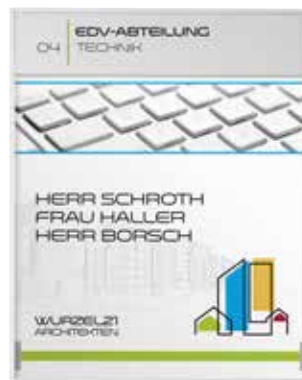 EDV-ABTEILUNG
04 TECHNIK
HERR SCHROTH
FRAU HALLER
HERR BORSCH
WURZEL21
ARCHITEKTEN